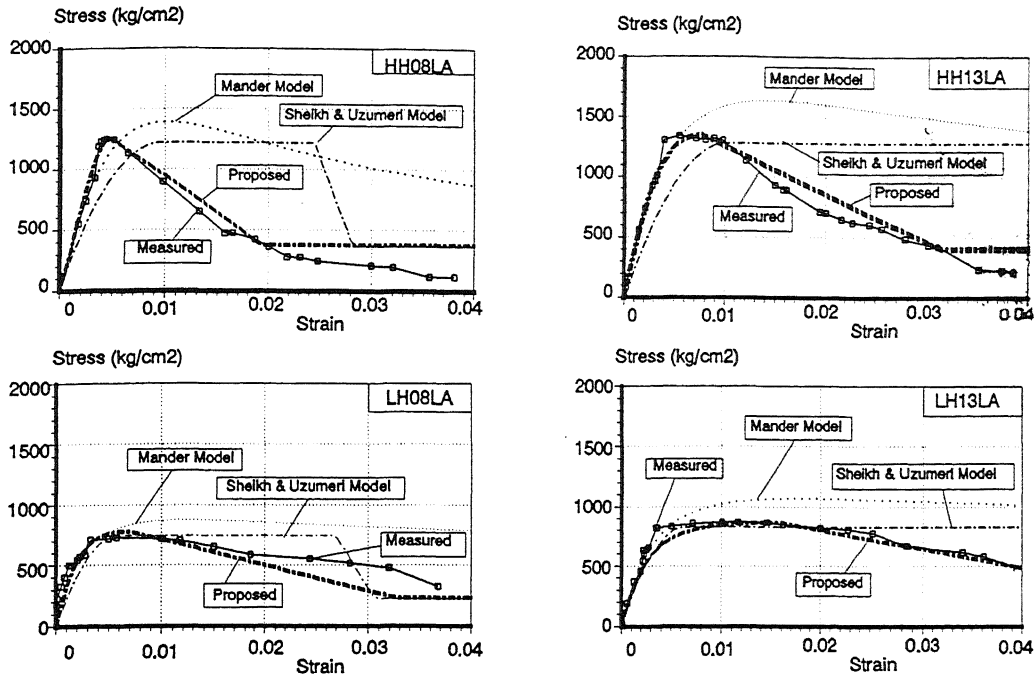 Stress (kg/cm2)
HH08LA
2000
1500
1000
500
0
Mander Model
Sheikh & Uzumeri Model
Proposed
Measured
0 0.01 0.02 0.03 0.04
Strain
Stress (kg/cm2)
HH13LA
2000
1500
1000
500
0
Mander Model
Sheikh & Uzumeri Model
Proposed
Measured
0 0.01 0.02 0.03 0.04
Strain
Stress (kg/cm2)
LH08LA
2000
1500
1000
500
0
Mander Model
Sheikh & Uzumeri Model
Measured
Proposed
0 0.01 0.02 0.03 0.04
Strain
Stress (kg/cm2)
LH13LA
2000
1500
1000
500
0
Mander Model
Measured
Sheikh & Uzumeri Model
Proposed
0 0.01 0.02 0.03 0.04
Strain